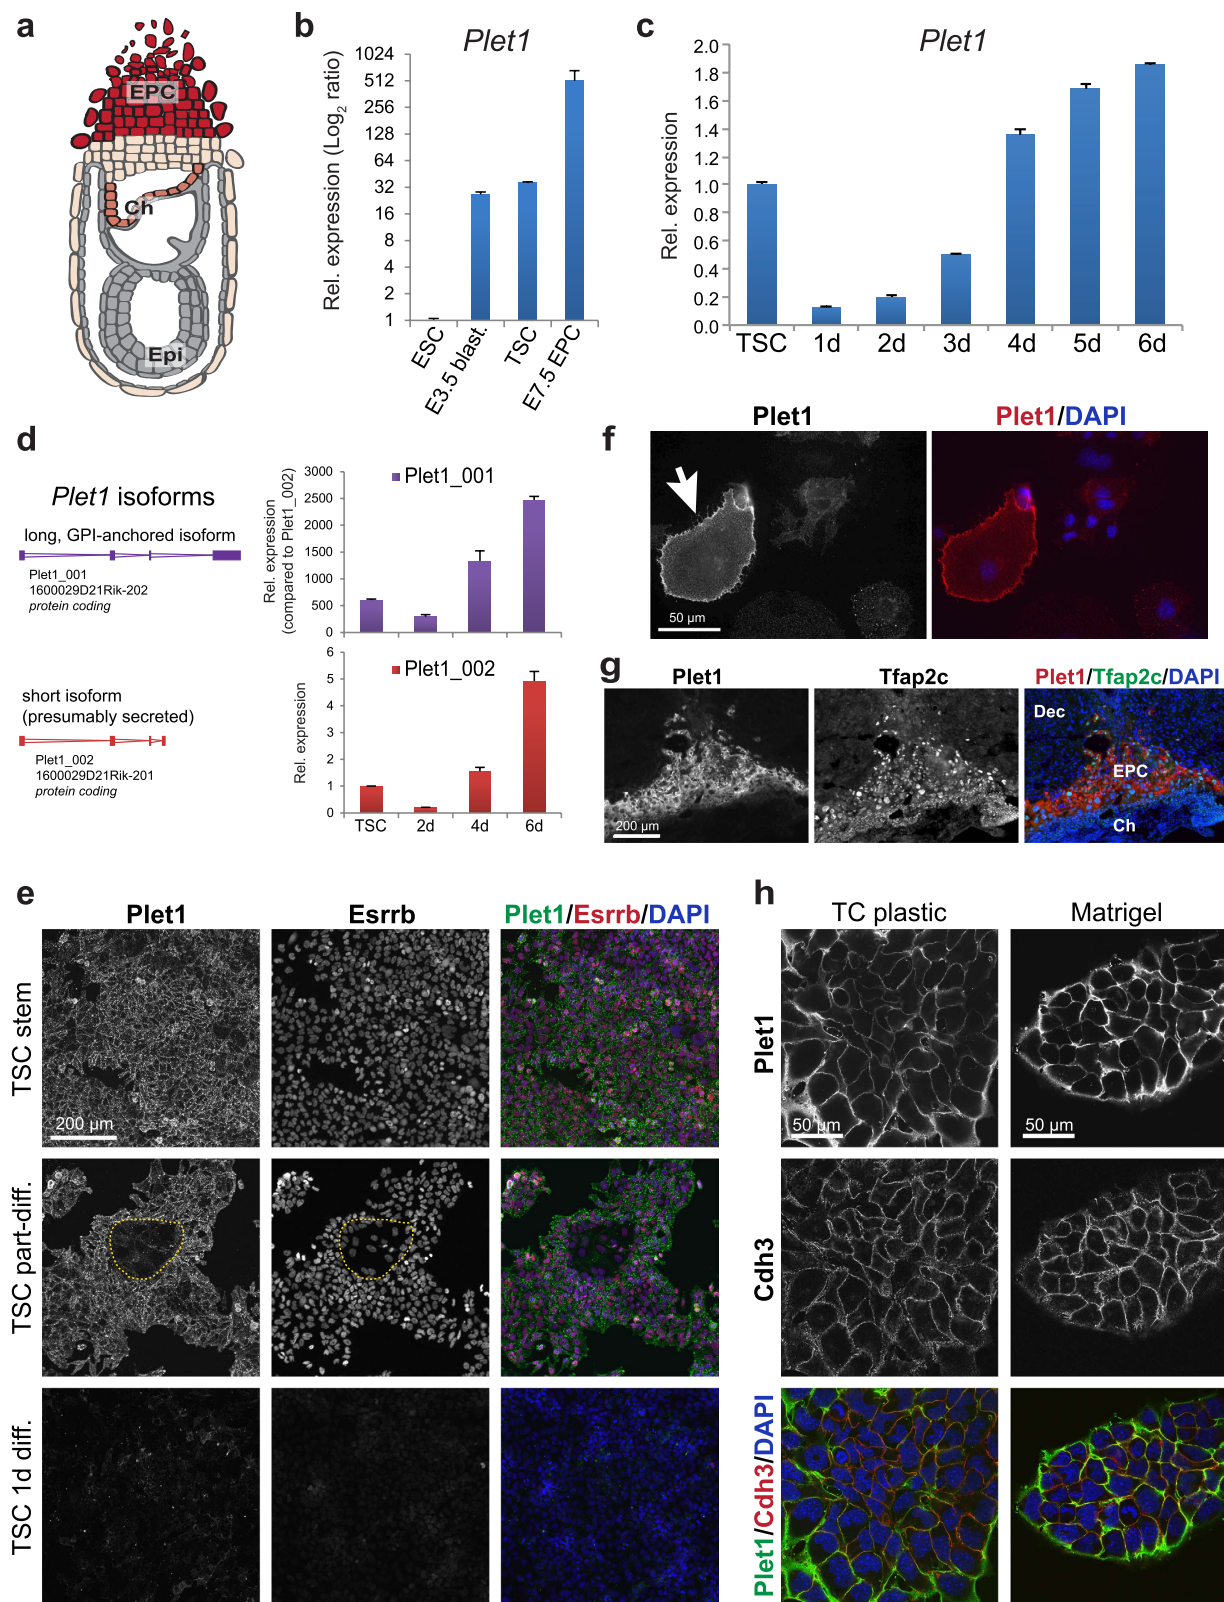 a
EPC
Ch
Epi
b
Plet1
Rel. expression (Log2 ratio)
1024
512
256
128
64
32
16
8
4
2
1
ESC
E3.5 blast.
TSC
E7.5 EPC
c
Plet1
Rel. expression
2.0
1.8
1.6
1.4
1.2
1.0
0.8
0.6
0.4
0.2
0.0
TSC 1d 2d 3d 4d 5d 6d
d
Plet1 isoforms
long, GPI-anchored isoform
Plet1_001
1600029D21Rik-202
protein coding
short isoform
(presumably secreted)
Plet1_002
1600029D21Rik-201
protein coding
Plet1_001
Rel. expression
(compared to Plet1_002)
3000
2500
2000
1500
1000
500
0
Plet1_002
Rel. expression
6
5
4
3
2
1
0
TSC 2d 4d 6d
f
Plet1
Plet1/DAPI
50 µm
g
Plet1
Tfap2c
Plet1/Tfap2c/DAPI
200 µm
Dec
EPC
Ch
e
Plet1
Esrrb
Plet1/Esrrb/DAPI
TSC stem
200 µm
TSC part-diff.
TSC 1d diff.
h
TC plastic
Matrigel
Plet1
50 µm
50 µm
Cdh3
Plet1/Cdh3/DAPI